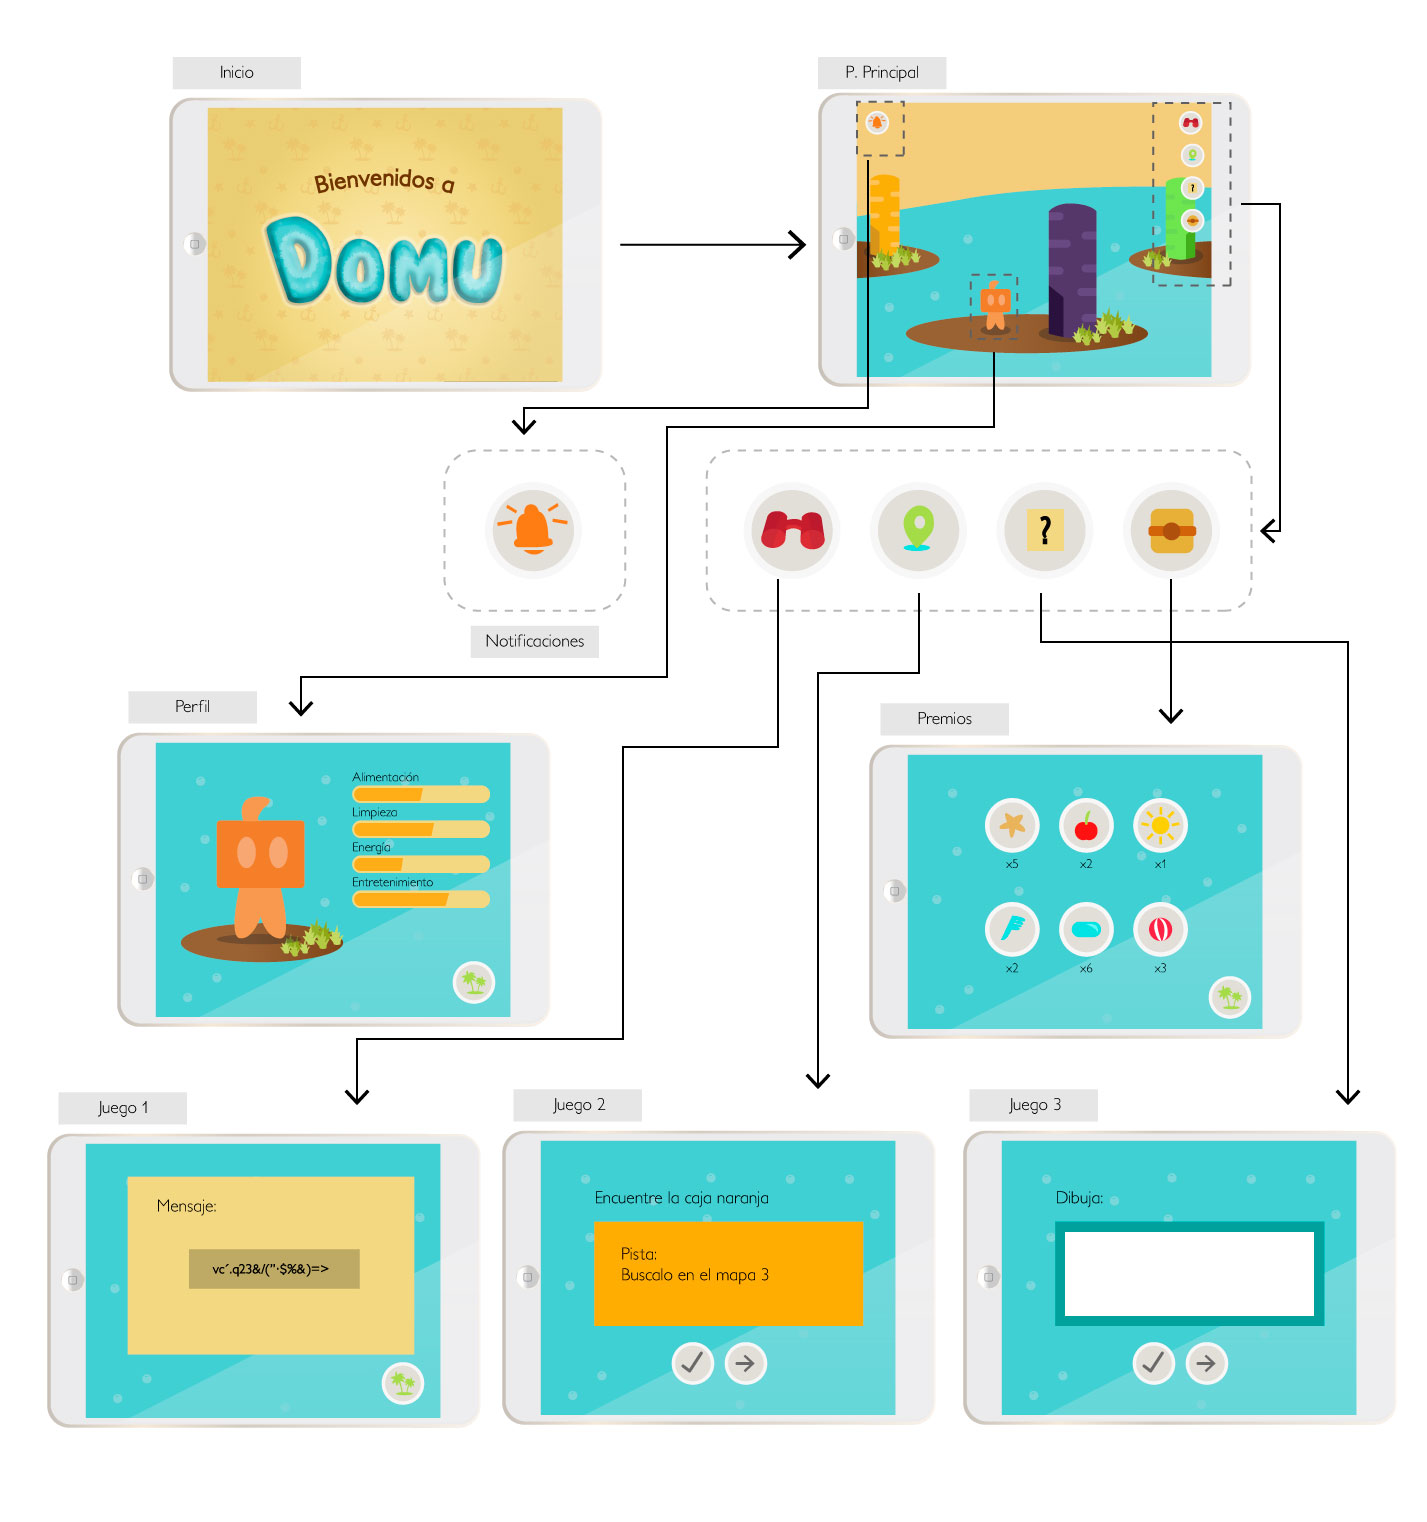 Inicio
P. Principal
Bienvenidos a
DOMU
?
?
Notificaciones
Perfil
Premios
Alimentación
Limpieza
Energía
Entretenimiento
x5
x2
x1
x2
x6
x3
Juego 1
Juego 2
Juego 3
Mensaje:
vc´.q23&/("·$%&)=>
Encuentre la caja naranja
Pista:
Buscalo en el mapa 3
Dibuja: